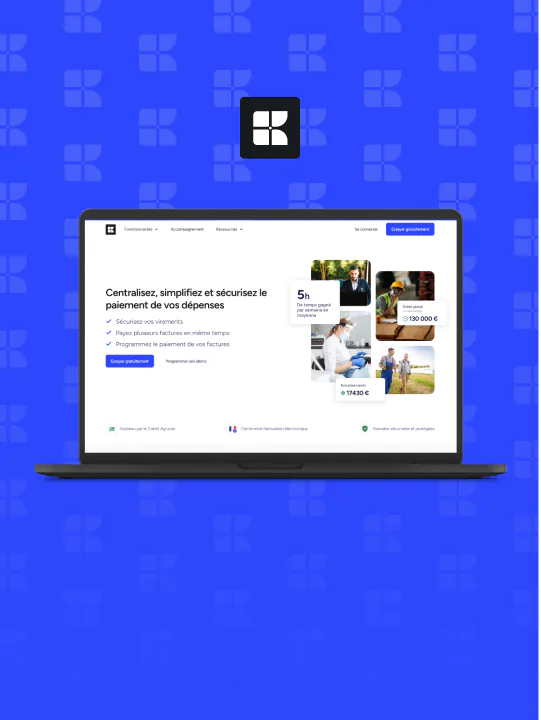 Fonctionnalités
Accompagnement
Ressources
Se connecter
Essayer gratuitement
Centralisez, simplifiez et sécurisez le
paiement de vos dépenses
Sécurisez vos virements
Payez plusieurs factures en même temps
Programmez le paiement de vos factures
Essayer gratuitement
Programmer une démo
5h
De temps gagné
par semaine en
moyenne
Solde global
130 000 €
Encaissements
17430 €
Soutenu par le Crédit Agricole
Conformité facturation électronique
Données sécurisées et protégées